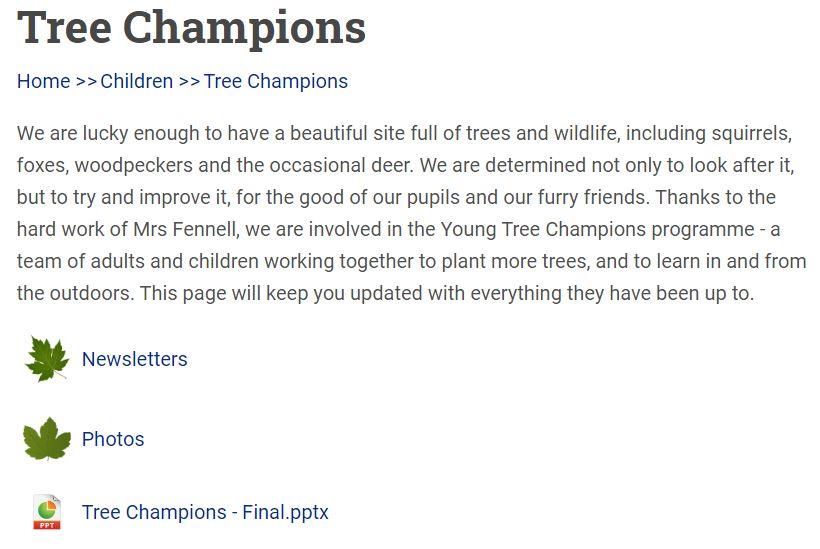 Tree Champions
Home >> Children >> Tree Champions
We are lucky enough to have a beautiful site full of trees and wildlife, including squirrels,
foxes, woodpeckers and the occasional deer. We are determined not only to look after it,
but to try and improve it, for the good of our pupils and our furry friends. Thanks to the
hard work of Mrs Fennell, we are involved in the Young Tree Champions programme - a
team of adults and children working together to plant more trees, and to learn in and from
the outdoors. This page will keep you updated with everything they have been up to.
Newsletters
Photos
PPT
Tree Champions - Final.pptx